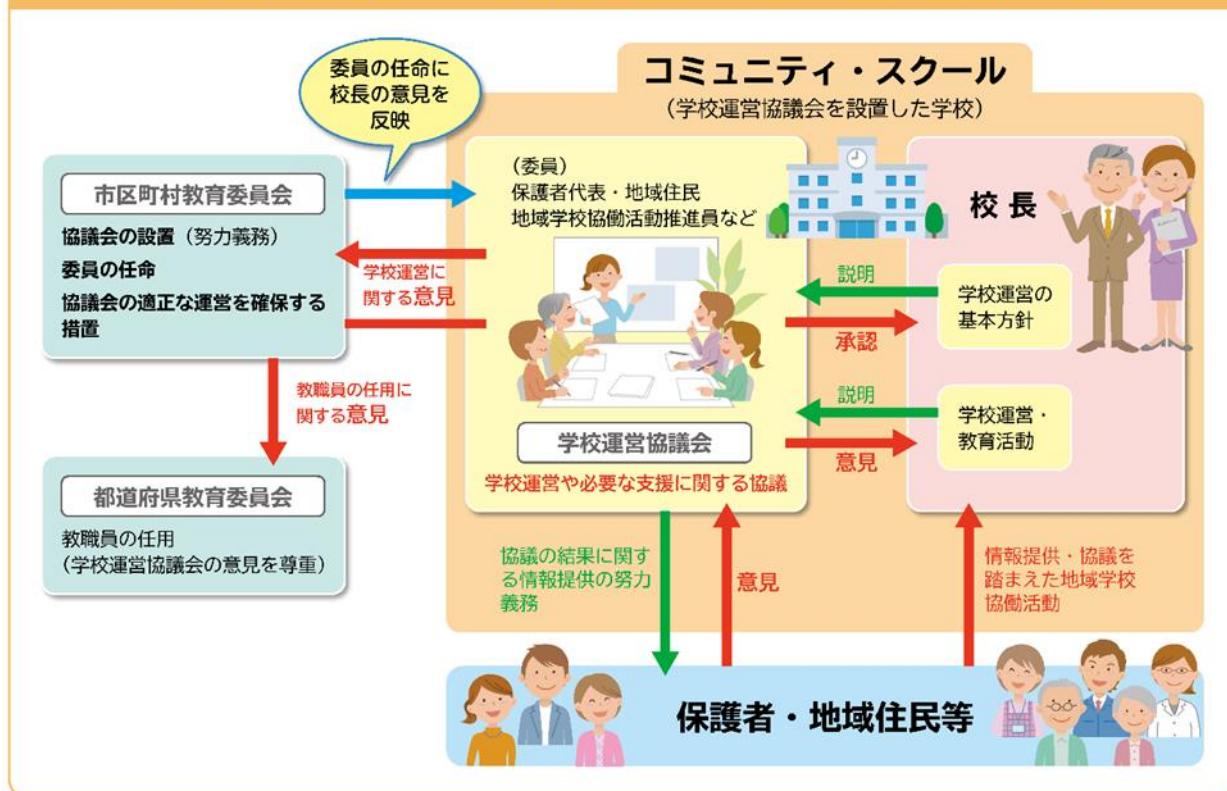 委員の任命に
校長の意見を
反映
コミュニティ・スクール
(学校運営協議会を設置した学校)
市区町村教育委員会
協議会の設置(努力義務)
委員の任命
協議会の適正な運営を確保する
措置
学校運営に
関する意見
教職員の任用に
関する意見
都道府県教育委員会
教職員の任用
(学校運営協議会の意見を尊重)
(委員)
保護者代表・地域住民
地域学校協働活動推進員など
学校運営協議会
学校運営や必要な支援に関する協議
説明
承認
説明
意見
校長
学校運営の
基本方針
学校運営・
教育活動
協議の結果に関す
る情報提供の努力
義務
意見
情報提供・協議を
踏まえた地域学校
協働活動
保護者・地域住民等